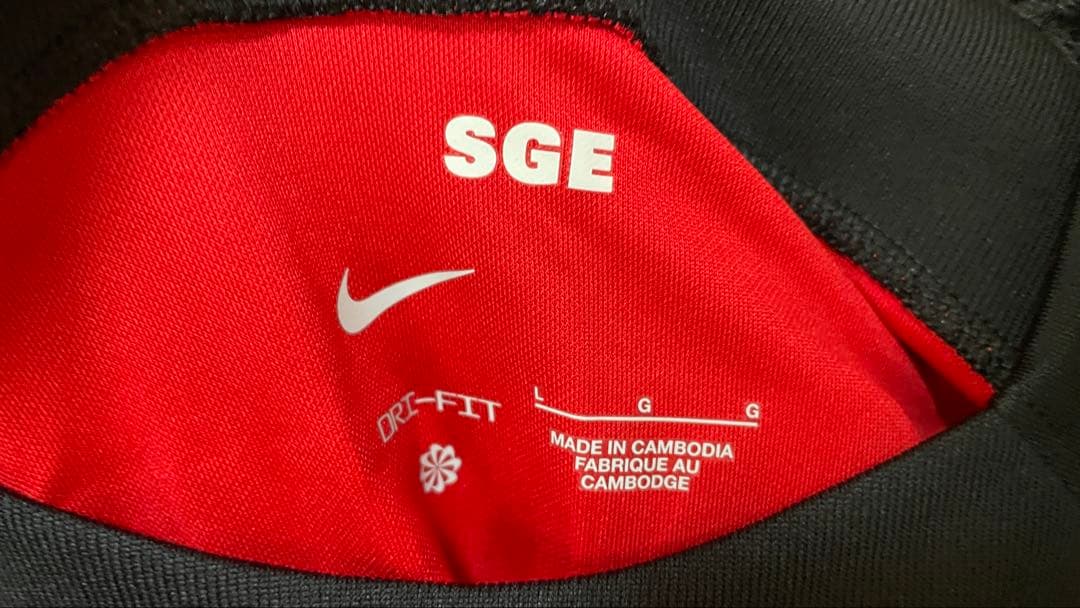 SGE
DRI-FIT
L G G
MADE IN CAMBODIA
FABRIQUE AU
CAMBODGE